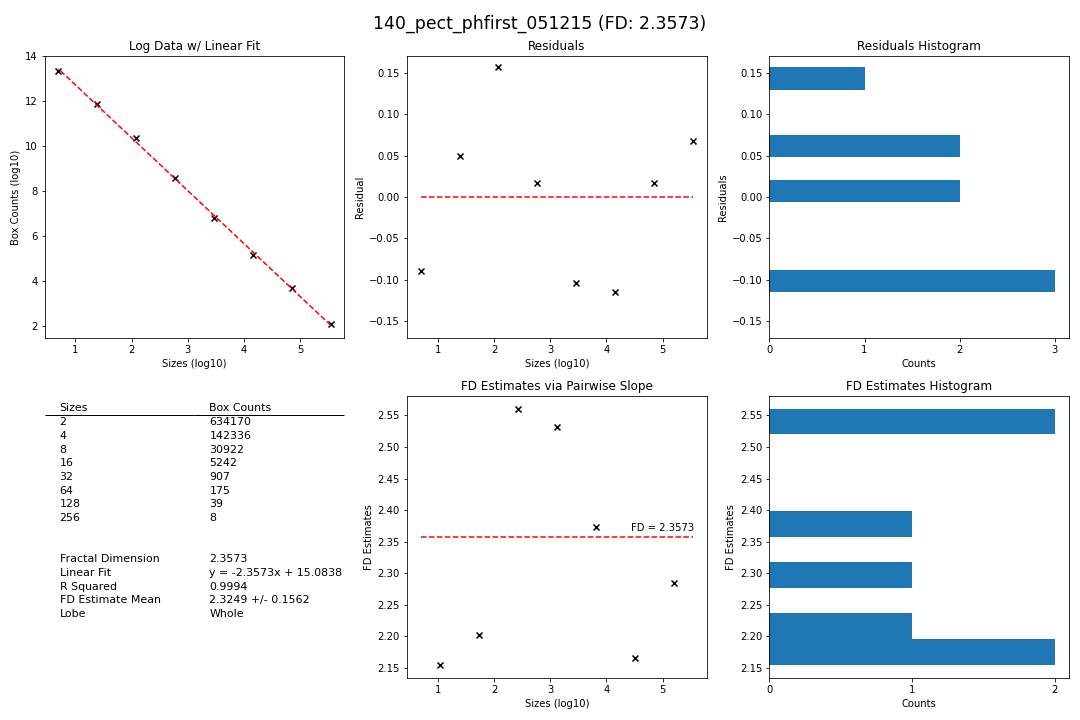 140_pect_phfirst_051215 (FD: 2.3573)
Log Data w/ Linear Fit
Box Counts (log10)
14
12
10
8
6
4
2
1 2 3 4 5
Sizes (log10)
Residuals
Residual
0.15
0.10
0.05
0.00
−0.05
−0.10
−0.15
1 2 3 4 5
Sizes (log10)
Residuals Histogram
Residuals
0.15
0.10
0.05
0.00
−0.05
−0.10
−0.15
0 1 2 3
Counts
Sizes Box Counts
2 634170
4 142336
8 30922
16 5242
32 907
64 175
128 39
256 8
Fractal Dimension 2.3573
Linear Fit y = -2.3573x + 15.0838
R Squared 0.9994
FD Estimate Mean 2.3249 +/- 0.1562
Lobe Whole
FD Estimates via Pairwise Slope
FD Estimates
2.55
2.50
2.45
2.40
2.35
2.30
2.25
2.20
2.15
FD = 2.3573
1 2 3 4 5
Sizes (log10)
FD Estimates Histogram
FD Estimates
2.55
2.50
2.45
2.40
2.35
2.30
2.25
2.20
2.15
0 1 2
Counts